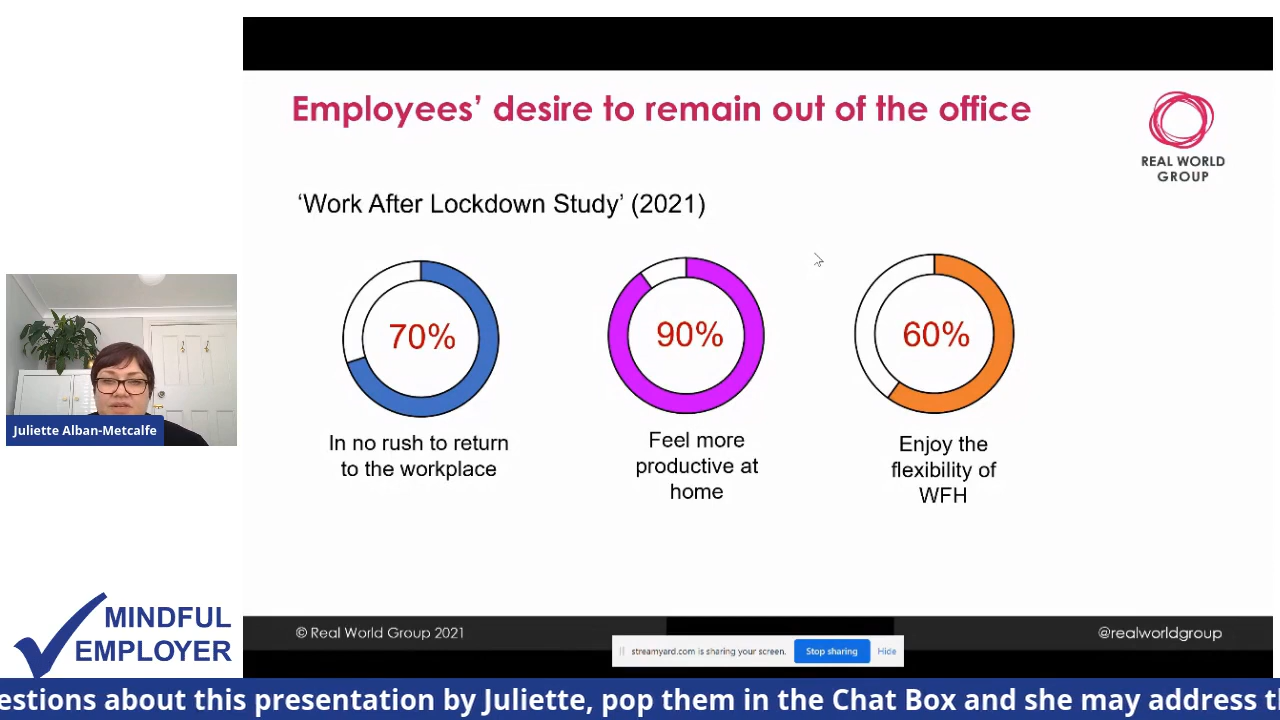 Employees’ desire to remain out of the office
REAL WORLD
GROUP
‘Work After Lockdown Study’ (2021)
70%
90%
60%
In no rush to return
to the workplace
Feel more
productive at
home
Enjoy the
flexibility of
WFH
Juliette Alban-Metcalfe
MINDFUL
EMPLOYER
© Real World Group 2021
@realworldgroup
streamyard.com is sharing your screen.
Stop sharing
Hide
estions about this presentation by Juliette, pop them in the Chat Box and she may address th